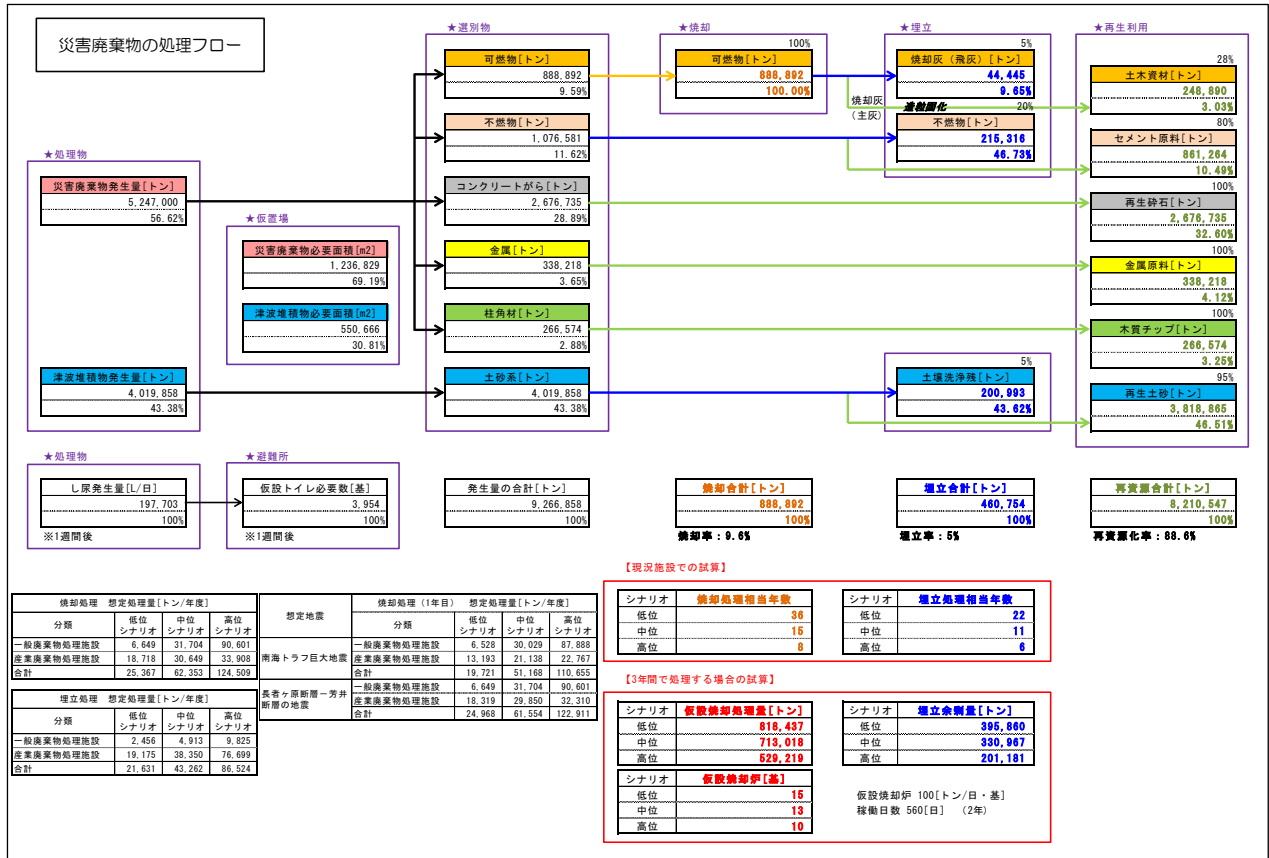 災害廃棄物の処理フロー
★処理物
災害廃棄物発生量[トン]
5,247,000
56.62%
津波堆積物発生量[トン]
4,019,858
43.38%
★仮置場
災害廃棄物必要面積[m2]
1,236,829
69.19%
津波堆積物必要面積[m2]
550,666
30.81%
★選別物
可燃物[トン]
888,892
9.59%
不燃物[トン]
1,076,581
11.62%
コンクリートがら[トン]
2,676,735
28.89%
金属[トン]
338,218
3.65%
柱角材[トン]
266,574
2.88%
土砂系[トン]
4,019,858
43.38%
★焼却
100%
可燃物[トン]
888,892
100.00%
焼却灰
(主灰)
造粒固化
★埋立
5%
焼却灰(飛灰)[トン]
44,445
9.65%
20%
不燃物[トン]
215,316
46.73%
5%
土壌洗浄残[トン]
200,993
43.62%
★再生利用
28%
土木資材[トン]
248,890
3.03%
80%
セメント原料[トン]
861,264
10.49%
100%
再生砕石[トン]
2,676,735
32.60%
100%
金属原料[トン]
338,218
4.12%
100%
木質チップ[トン]
266,574
3.25%
95%
再生土砂[トン]
3,818,865
46.51%
★処理物
し尿発生量[L/日]
197,703
100%
※1週間後
★避難所
仮設トイレ必要数[基]
3,954
100%
※1週間後
発生量の合計[トン]
9,266,858
100%
焼却合計[トン]
888,892
100%
焼却率:9.6%
埋立合計[トン]
460,754
100%
埋立率:5%
再資源合計[トン]
8,210,547
100%
再資源化率:88.6%
焼却処理 想定処理量[トン/年度]
分類 低位シナリオ 中位シナリオ 高位シナリオ
一般廃棄物処理施設 6,649 31,704 90,601
産業廃棄物処理施設 18,718 30,649 33,908
合計 25,367 62,353 124,509
埋立処理 想定処理量[トン/年度]
分類 低位シナリオ 中位シナリオ 高位シナリオ
一般廃棄物処理施設 2,456 4,913 9,825
産業廃棄物処理施設 19,175 38,350 76,699
合計 21,631 43,262 86,524
想定地震 焼却処理(1年目) 想定処理量[トン/年度]
分類 低位シナリオ 中位シナリオ 高位シナリオ
南海トラフ巨大地震
一般廃棄物処理施設 6,528 30,029 87,888
産業廃棄物処理施設 13,193 21,138 22,767
合計 19,721 51,168 110,655
長者ヶ原断層-芳井断層の地震
一般廃棄物処理施設 6,649 31,704 90,601
産業廃棄物処理施設 18,319 29,850 32,310
合計 24,968 61,554 122,911
【現況施設での試算】
シナリオ 焼却処理相当年数
低位 36
中位 15
高位 8
シナリオ 埋立処理相当年数
低位 22
中位 11
高位 6
【3年間で処理する場合の試算】
シナリオ 仮設焼却処理量[トン]
低位 818,437
中位 713,018
高位 529,219
シナリオ 埋立余剰量[トン]
低位 395,860
中位 330,967
高位 201,181
シナリオ 仮設焼却炉[基]
低位 15
中位 13
高位 10
仮設焼却炉 100[トン/日・基]
稼働日数 560[日] (2年)